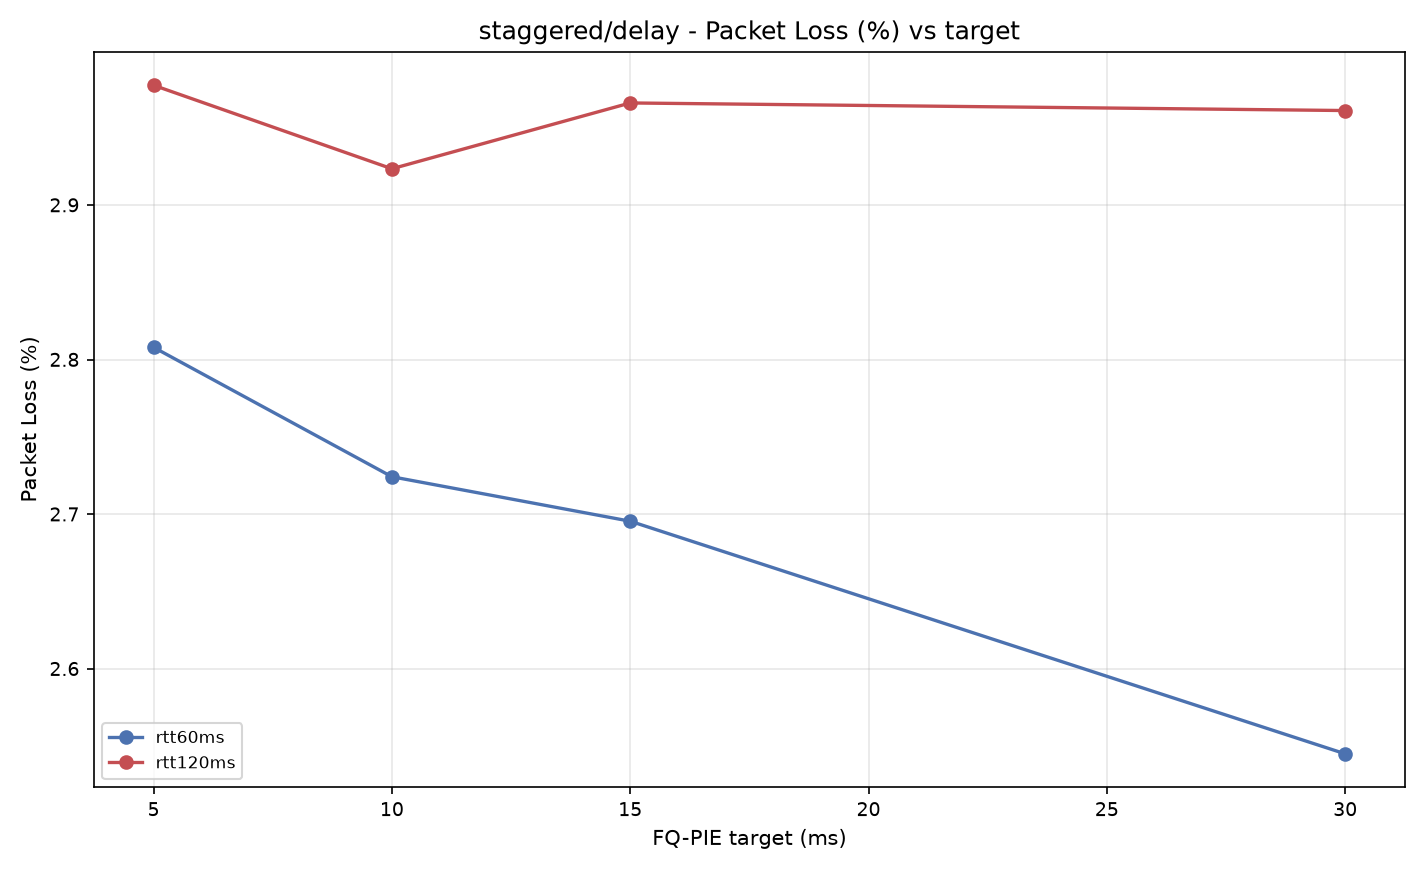 staggered/delay - Packet Loss (%) vs target
Packet Loss (%)
2.9
2.8
2.7
2.6
rtt60ms
rtt120ms
5 10 15 20 25 30
FQ-PIE target (ms)